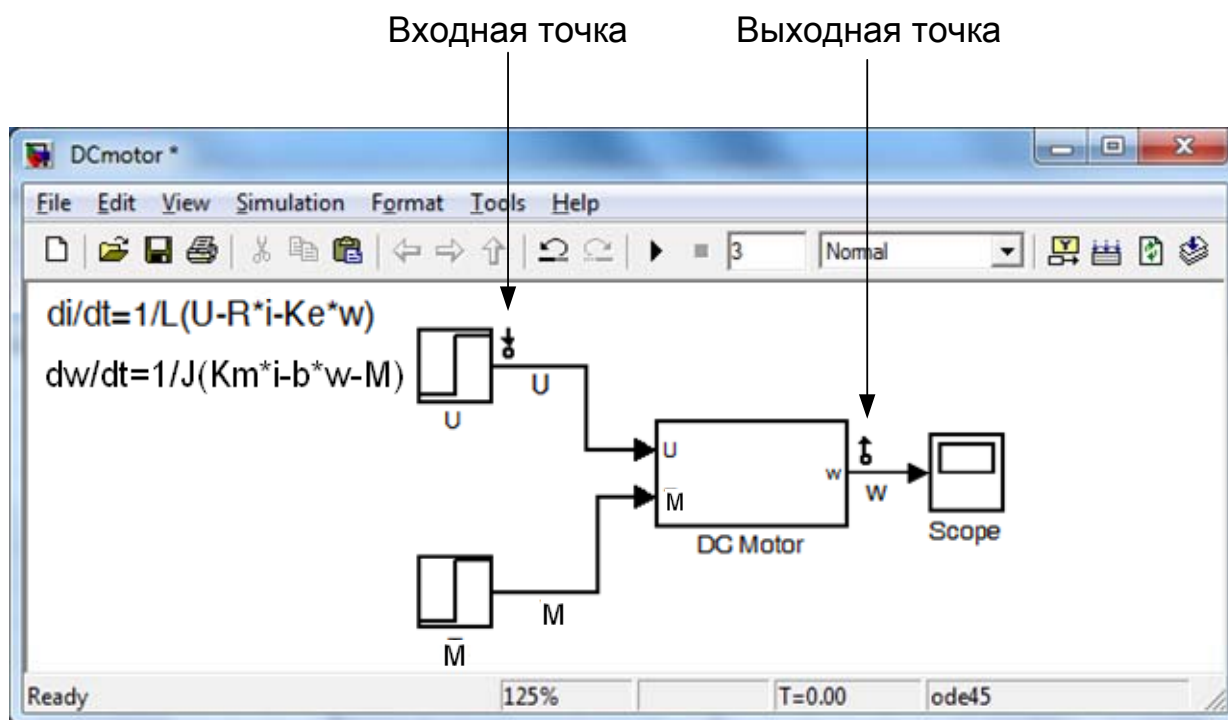 Входная точка Выходная точка
DCmotor *
File Edit View Simulation Format Tools Help
3 Normal
di/dt=1/L(U-R*i-Ke*w)
dw/dt=1/J(Km*i-b*w-M)
U
U
U
M̅
w
DC Motor
w
Scope
M
M̅
Ready 125% T=0.00 ode45